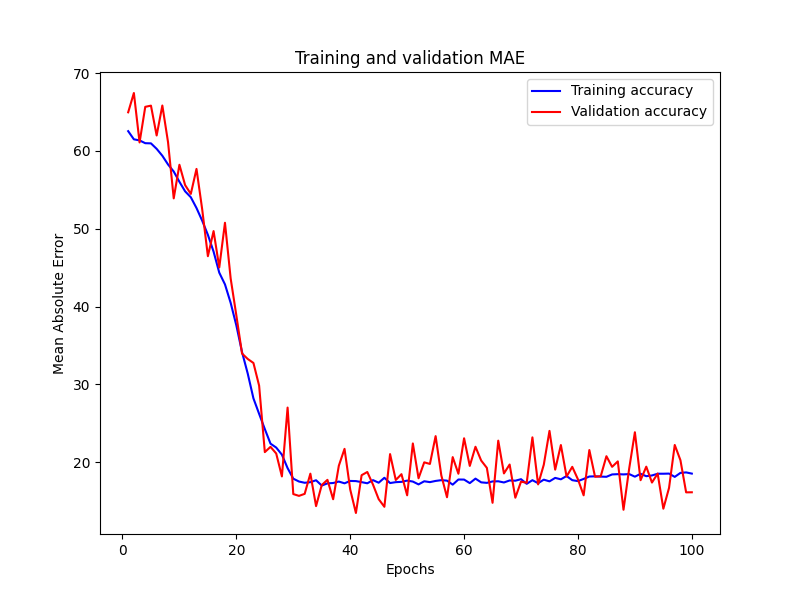 Training and validation MAE
Training accuracy
Validation accuracy
Mean Absolute Error
70
60
50
40
30
20
0
20
40
60
80
100
Epochs